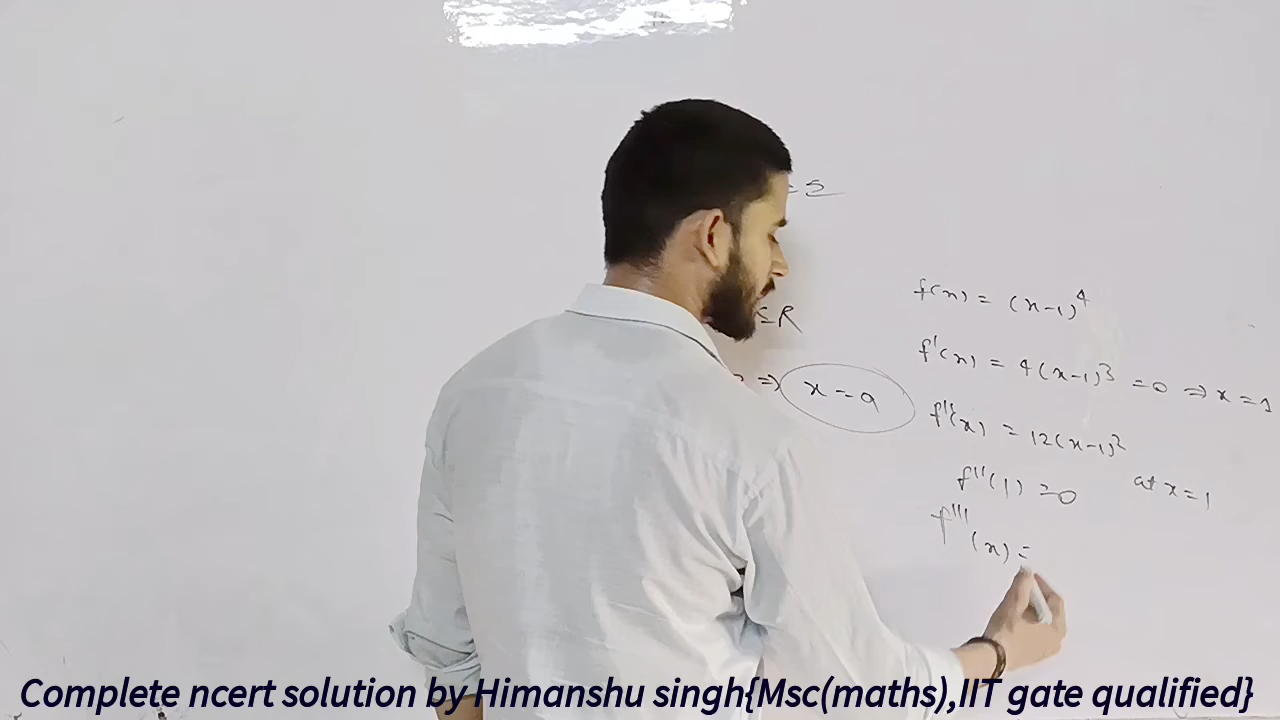 = 5
f(x) = (x-1)^4
≤R
f'(x) = 4(x-1)^3 = 0 ⇒ x = 1
⇒ x = a
f''(x) = 12(x-1)^2
f''(1) = 0 at x = 1
f'''(x) =
Complete ncert solution by Himanshu singh{Msc(maths),IIT gate qualified}